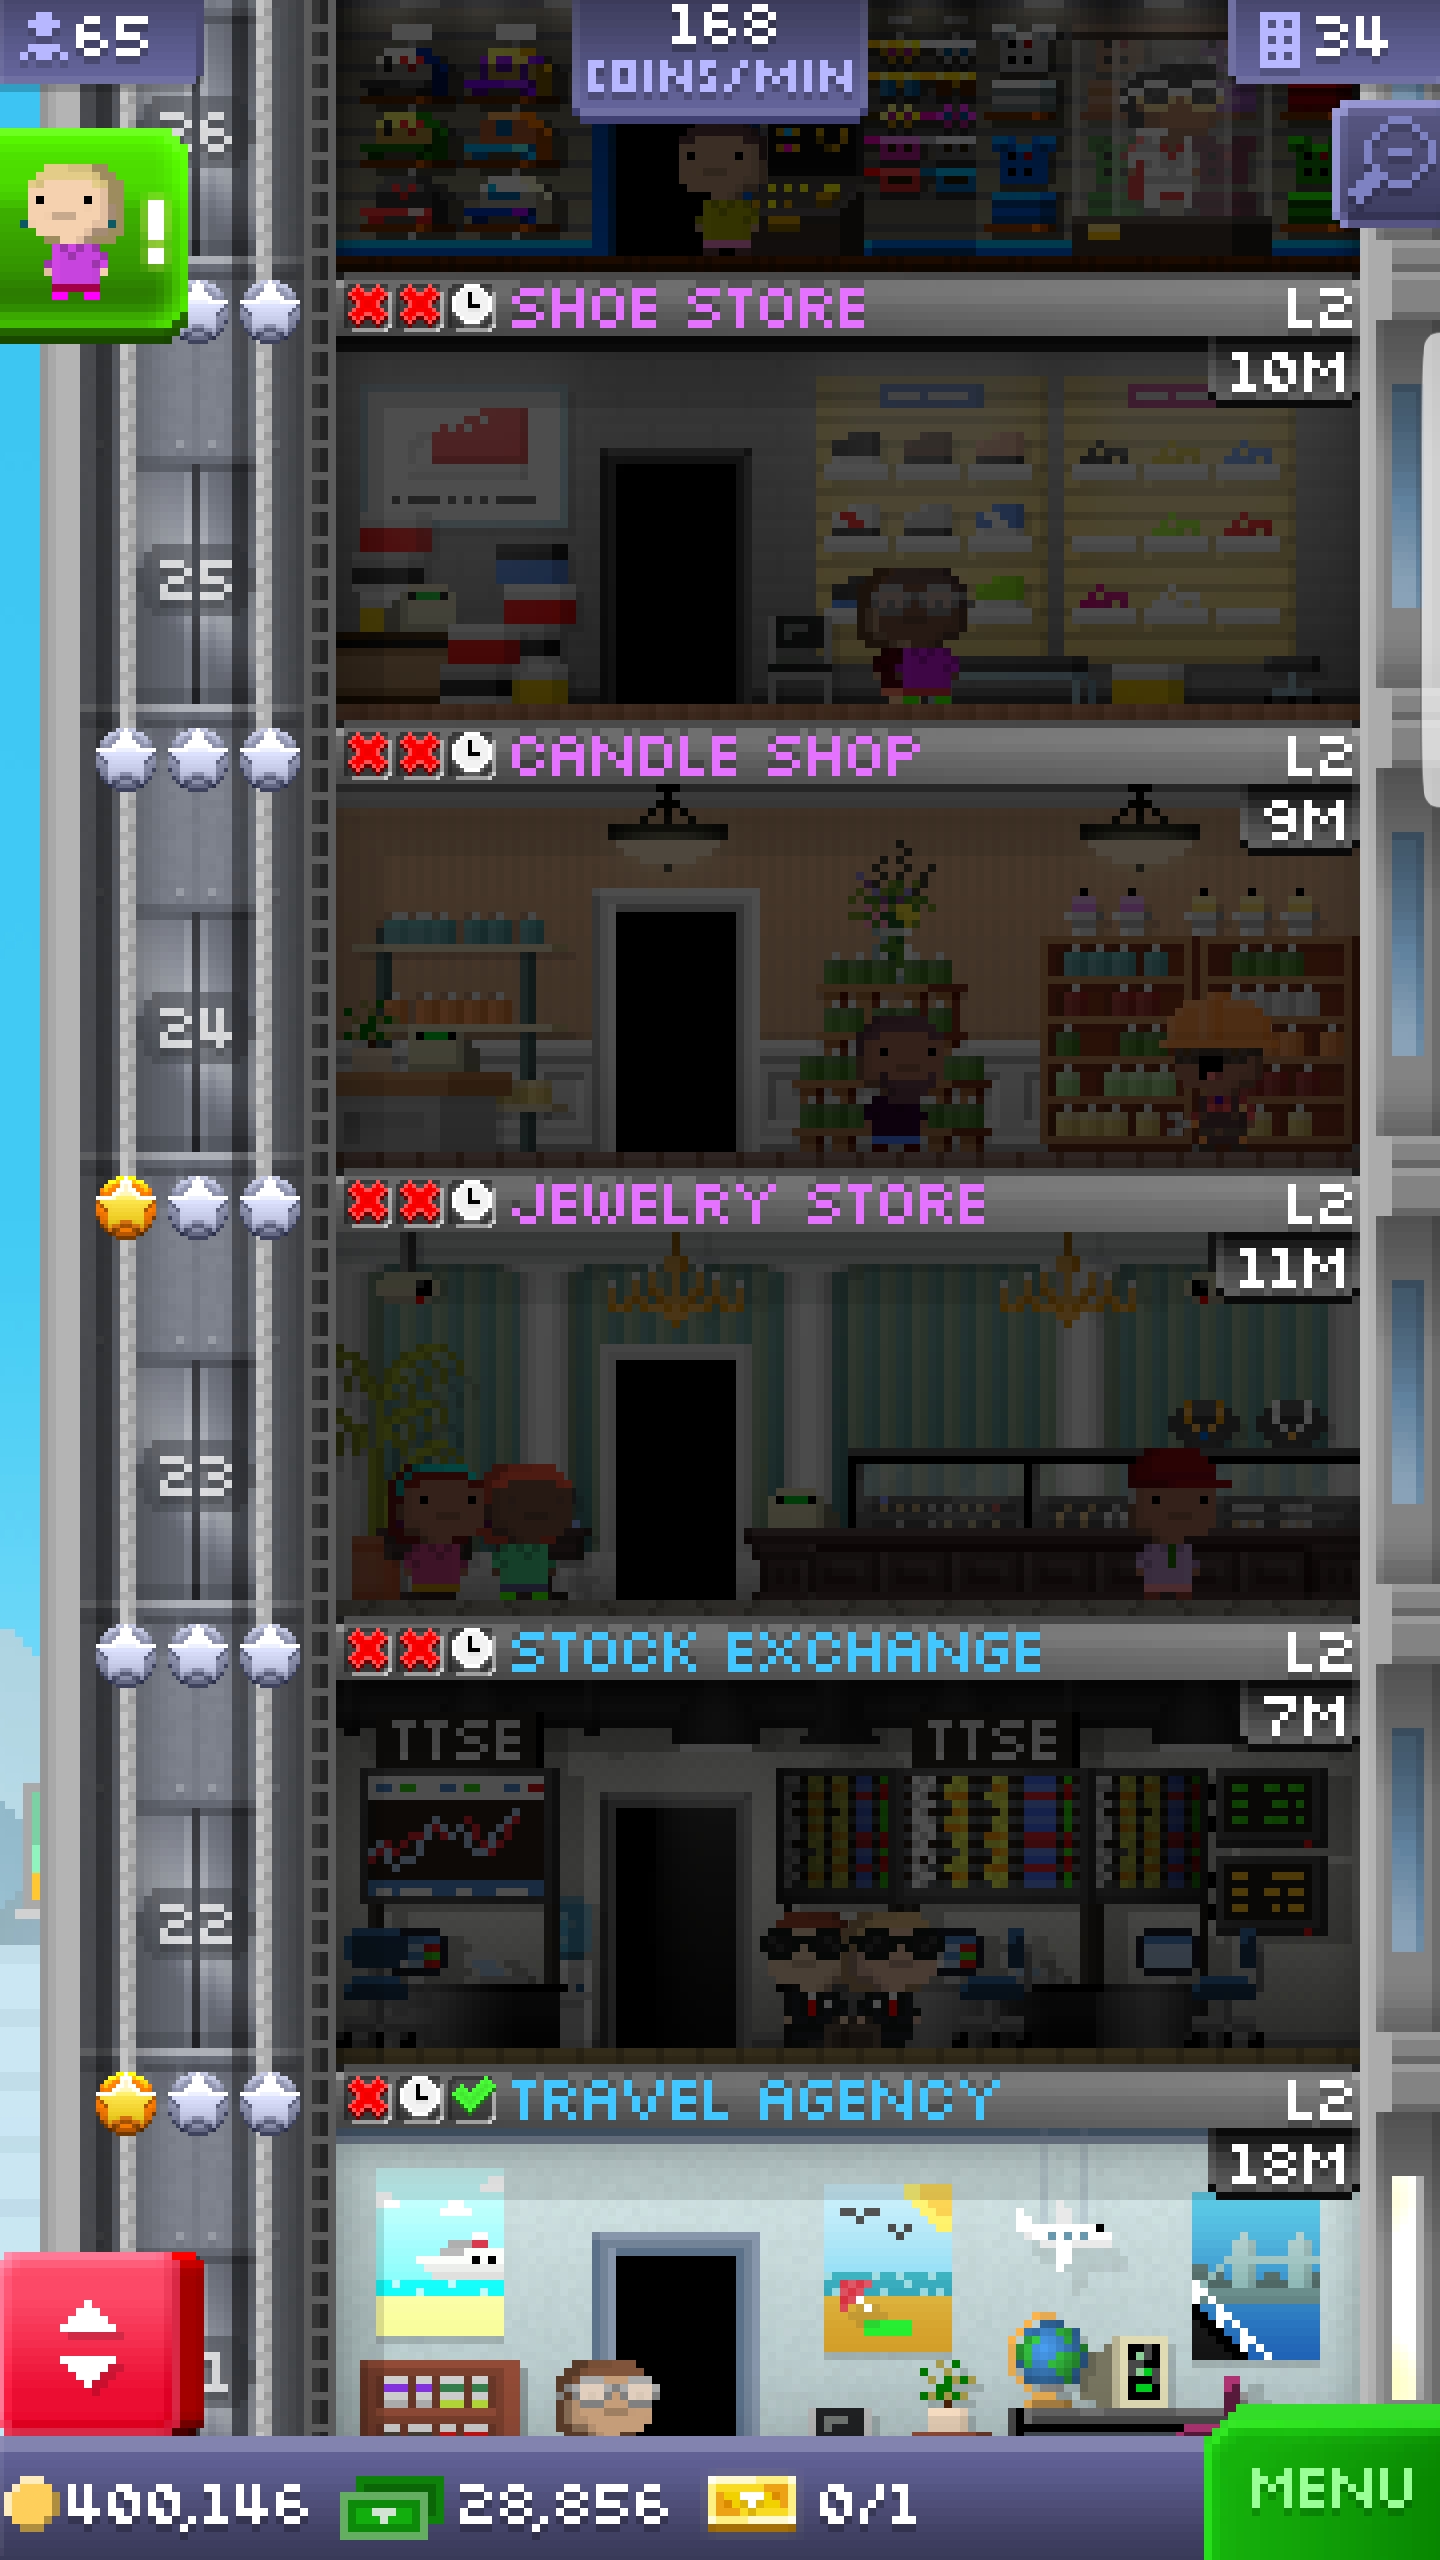 65
168
COINS/MIN
34
!
SHOE STORE L2
10M
25
CANDLE SHOP L2
9M
24
JEWELRY STORE L2
11M
23
STOCK EXCHANGE L2
7M
TTSE TTSE
22
TRAVEL AGENCY L2
18M
400,146 28,856 0/1 MENU